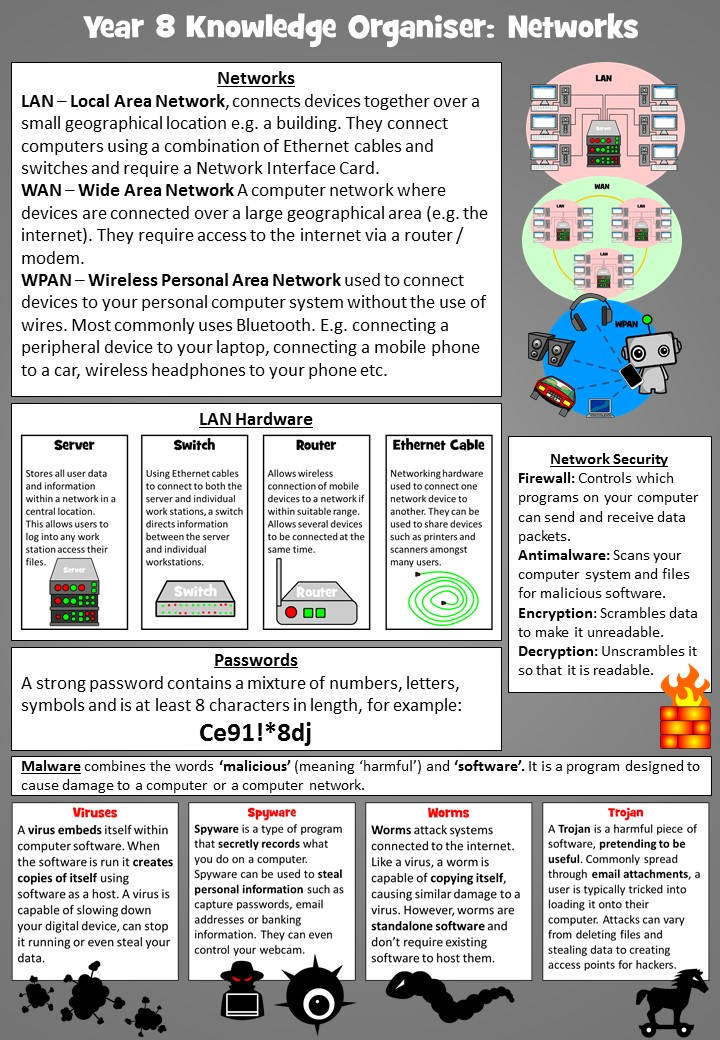 Year 8 Knowledge Organiser: Networks
Networks
LAN – Local Area Network, connects devices together over a
small geographical location e.g. a building. They connect
computers using a combination of Ethernet cables and
switches and require a Network Interface Card.
WAN – Wide Area Network A computer network where
devices are connected over a large geographical area (e.g. the
internet). They require access to the internet via a router /
modem.
WPAN – Wireless Personal Area Network used to connect
devices to your personal computer system without the use of
wires. Most commonly uses Bluetooth. E.g. connecting a
peripheral device to your laptop, connecting a mobile phone
to a car, wireless headphones to your phone etc.
LAN
Server
WAN
LAN
LAN
LAN
WPAN
LAN Hardware
Server
Stores all user data
and information
within a network in a
central location.
This allows users to
log into any work
station access their
files.
Server
Switch
Using Ethernet cables
to connect to both the
server and individual
work stations, a switch
directs information
between the server
and individual
workstations.
Switch
Router
Allows wireless
connection of mobile
devices to a network if
within suitable range.
Allows several devices
to be connected at the
same time.
Router
Ethernet Cable
Networking hardware
used to connect one
network device to
another. They can be
used to share devices
such as printers and
scanners amongst
many users.
Network Security
Firewall: Controls which
programs on your computer
can send and receive data
packets.
Antimalware: Scans your
computer system and files
for malicious software.
Encryption: Scrambles data
to make it unreadable.
Decryption: Unscrambles it
so that it is readable.
Passwords
A strong password contains a mixture of numbers, letters,
symbols and is at least 8 characters in length, for example:
Ce91!*8dj
Malware combines the words ‘malicious’ (meaning ‘harmful’) and ‘software’. It is a program designed to
cause damage to a computer or a computer network.
Viruses
A virus embeds itself within
computer software. When
the software is run it creates
copies of itself using
software as a host. A virus is
capable of slowing down
your digital device, can stop
it running or even steal your
data.
Spyware
Spyware is a type of program
that secretly records what
you do on a computer.
Spyware can be used to steal
personal information such as
capture passwords, email
addresses or banking
information. They can even
control your webcam.
Worms
Worms attack systems
connected to the internet.
Like a virus, a worm is
capable of copying itself,
causing similar damage to a
virus. However, worms are
standalone software and
don’t require existing
software to host them.
Trojan
A Trojan is a harmful piece of
software, pretending to be
useful. Commonly spread
through email attachments, a
user is typically tricked into
loading it onto their
computer. Attacks can vary
from deleting files and
stealing data to creating
access points for hackers.